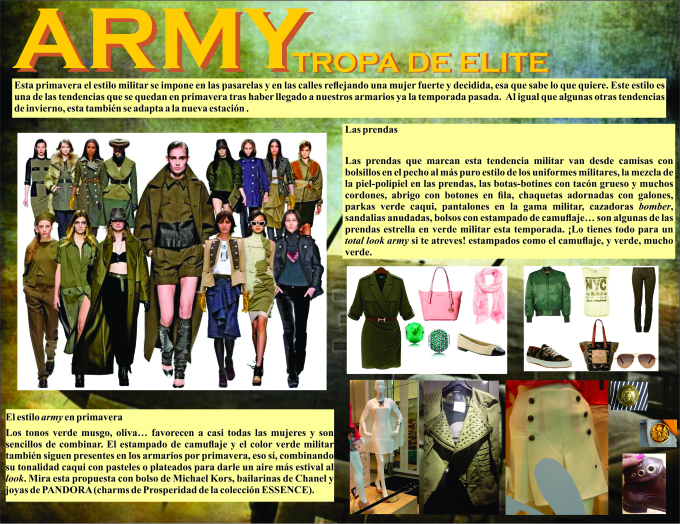 ARMY TROPA DE ELITE
Esta primavera el estilo militar se impone en las pasarelas y en las calles reflejando una mujer fuerte y decidida, esa que sabe lo que quiere. Este estilo es
una de las tendencias que se quedan en primavera tras haber llegado a nuestros armarios ya la temporada pasada. Al igual que algunas otras tendencias
de invierno, esta también se adapta a la nueva estación .
Las prendas
Las prendas que marcan esta tendencia militar van desde camisas con
bolsillos en el pecho al más puro estilo de los uniformes militares, la mezcla de
la piel-polipiel en las prendas, las botas-botines con tacón grueso y muchos
cordones, abrigo con botones en fila, chaquetas adornadas con galones,
parkas verde caqui, pantalones en la gama militar, cazadoras bomber,
sandalias anudadas, bolsos con estampado de camuflaje… son algunas de las
prendas estrella en verde militar esta temporada. ¡Lo tienes todo para un
total look army si te atreves! estampados como el camuflaje, y verde, mucho
verde.
NYC
El estilo army en primavera
Los tonos verde musgo, oliva… favorecen a casi todas las mujeres y son
sencillos de combinar. El estampado de camuflaje y el color verde militar
también siguen presentes en los armarios por primavera, eso sí, combinando
su tonalidad caqui con pasteles o plateados para darle un aire más estival al
look. Mira esta propuesta con bolso de Michael Kors, bailarinas de Chanel y
joyas de PANDORA (charms de Prosperidad de la colección ESSENCE).